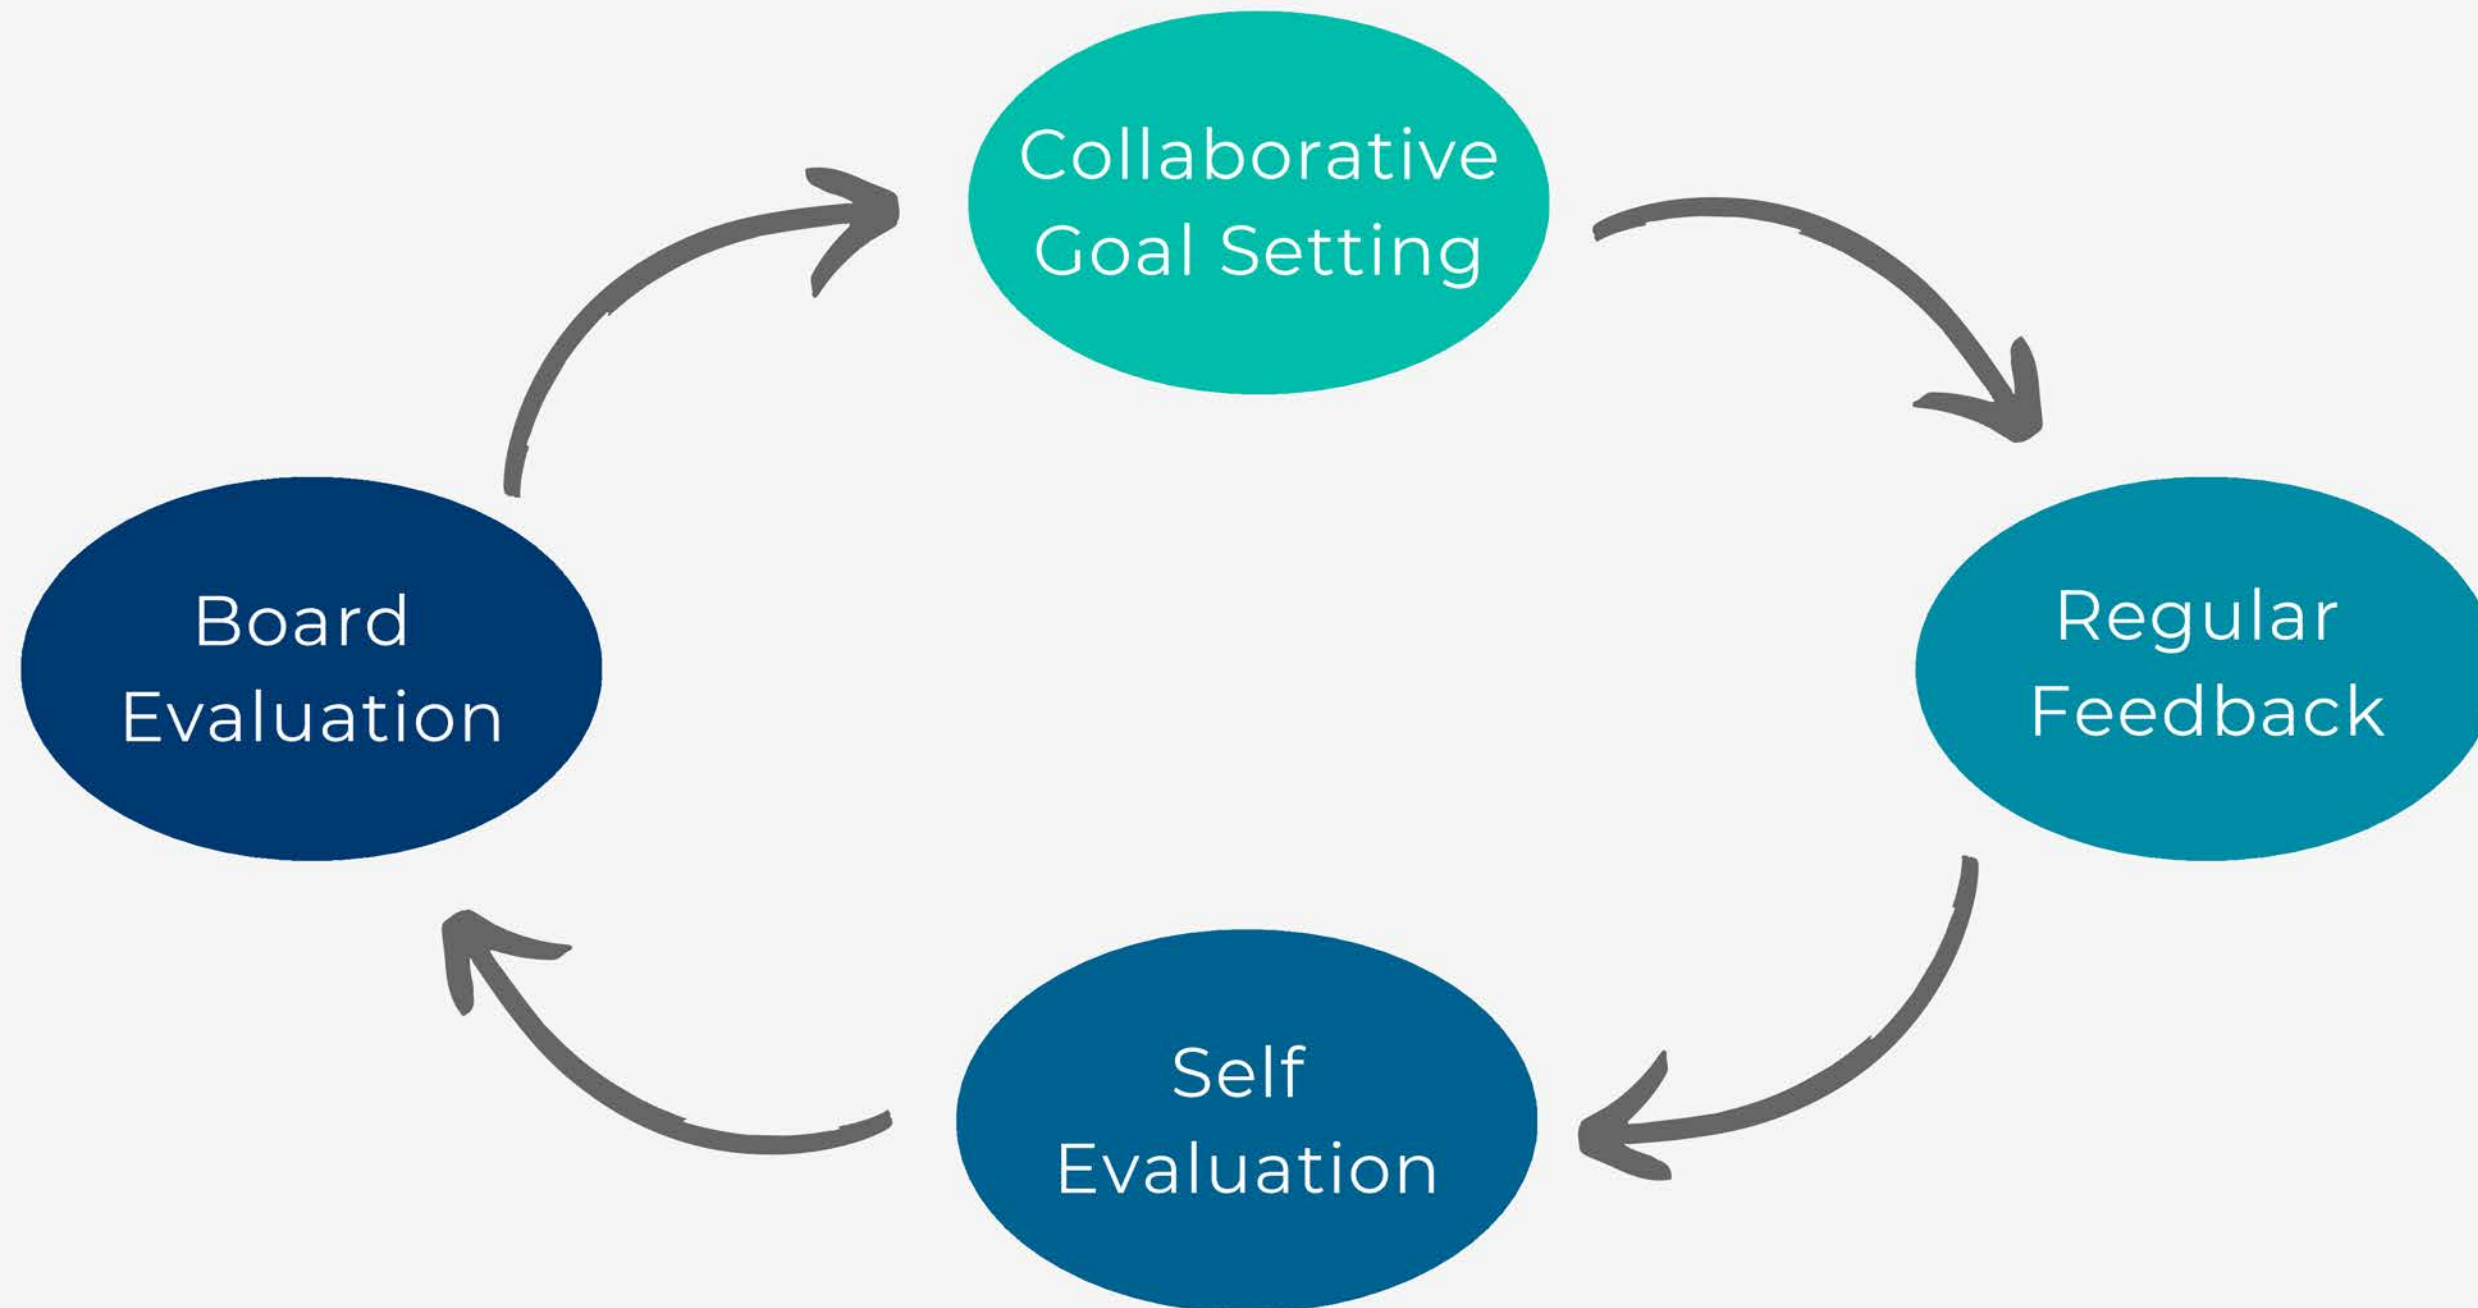 Collaborative
Goal Setting
Regular
Feedback
Self
Evaluation
Board
Evaluation